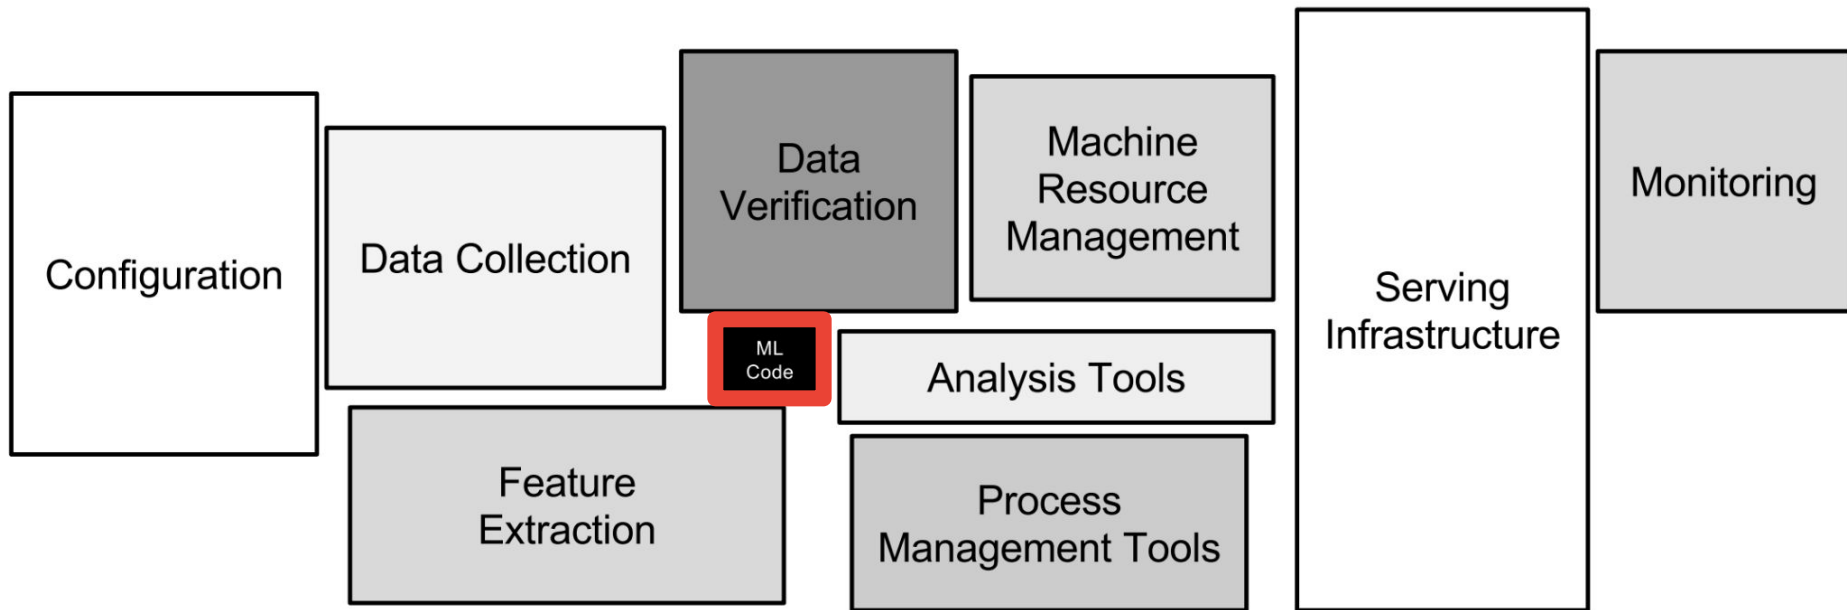 Configuration
Data Collection
Data
Verification
Machine
Resource
Management
Monitoring
Serving
Infrastructure
ML
Code
Analysis Tools
Feature
Extraction
Process
Management Tools